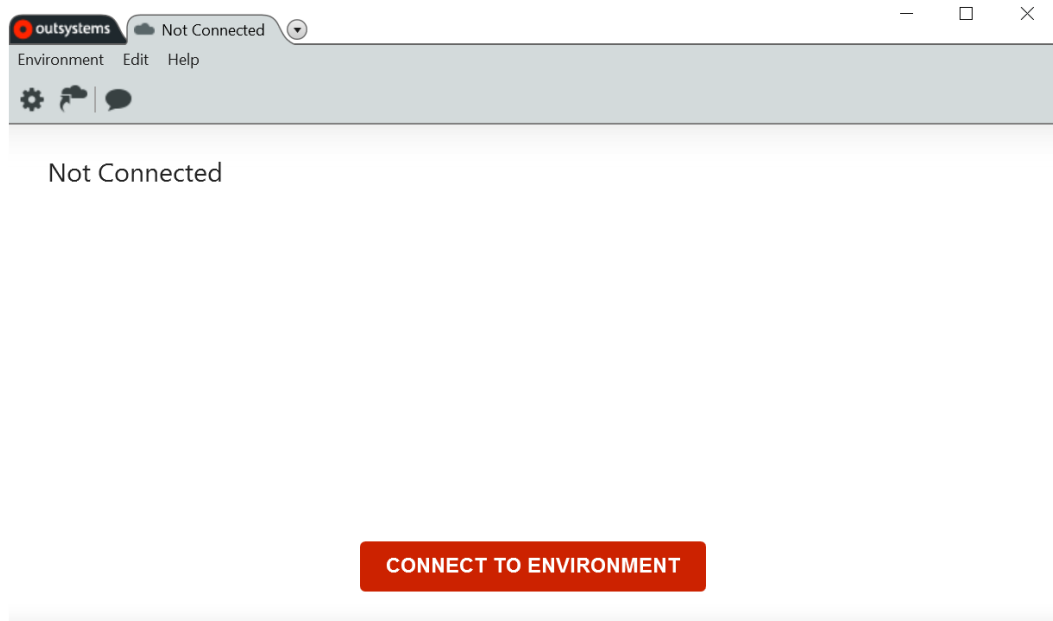 outsystems Not Connected
Environment Edit Help
Not Connected
CONNECT TO ENVIRONMENT